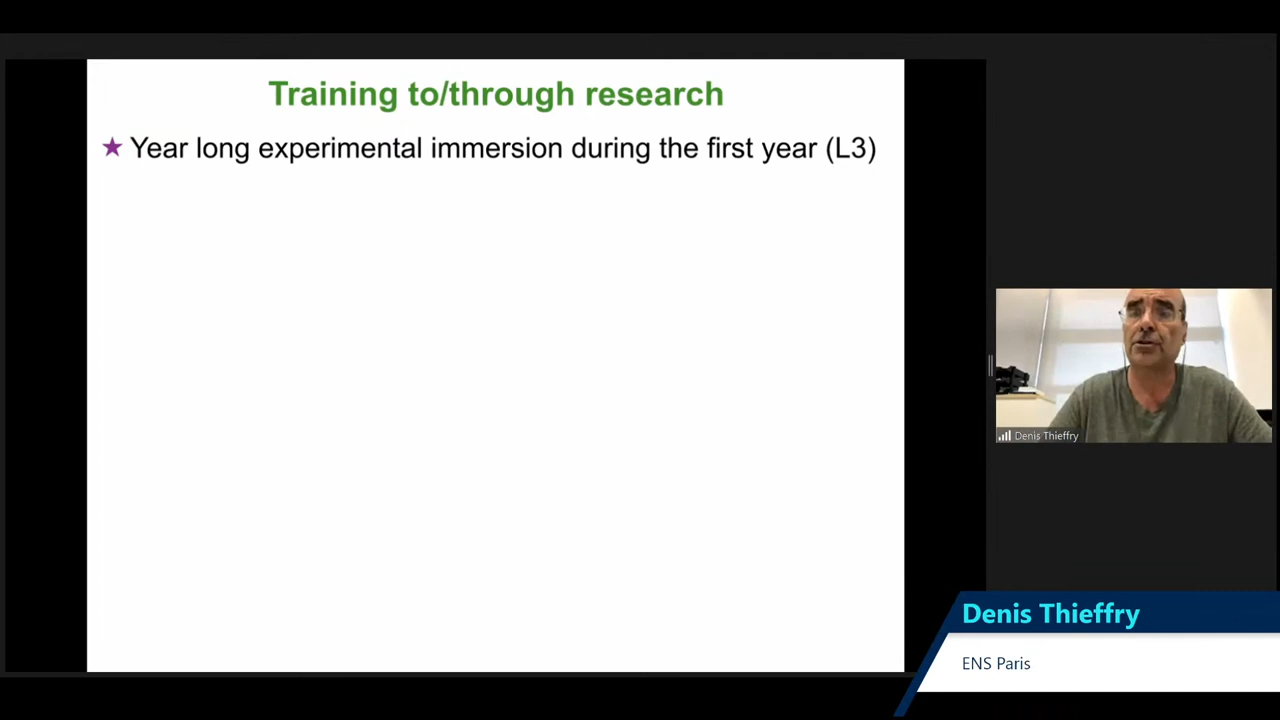 Training to/through research
★ Year long experimental immersion during the first year (L3)
Denis Thieffry
Denis Thieffry
ENS Paris